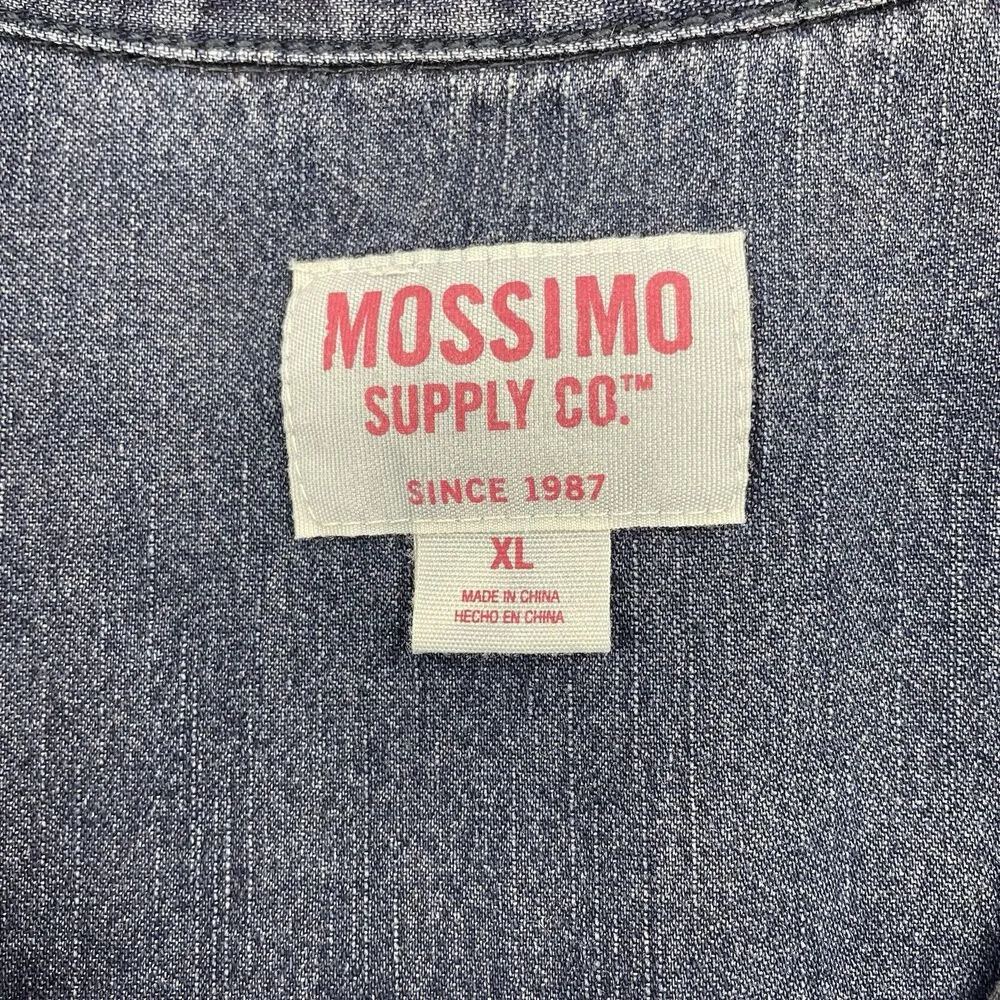 MOSSIMO
SUPPLY CO.™
SINCE 1987
XL
MADE IN CHINA
HECHO EN CHINA